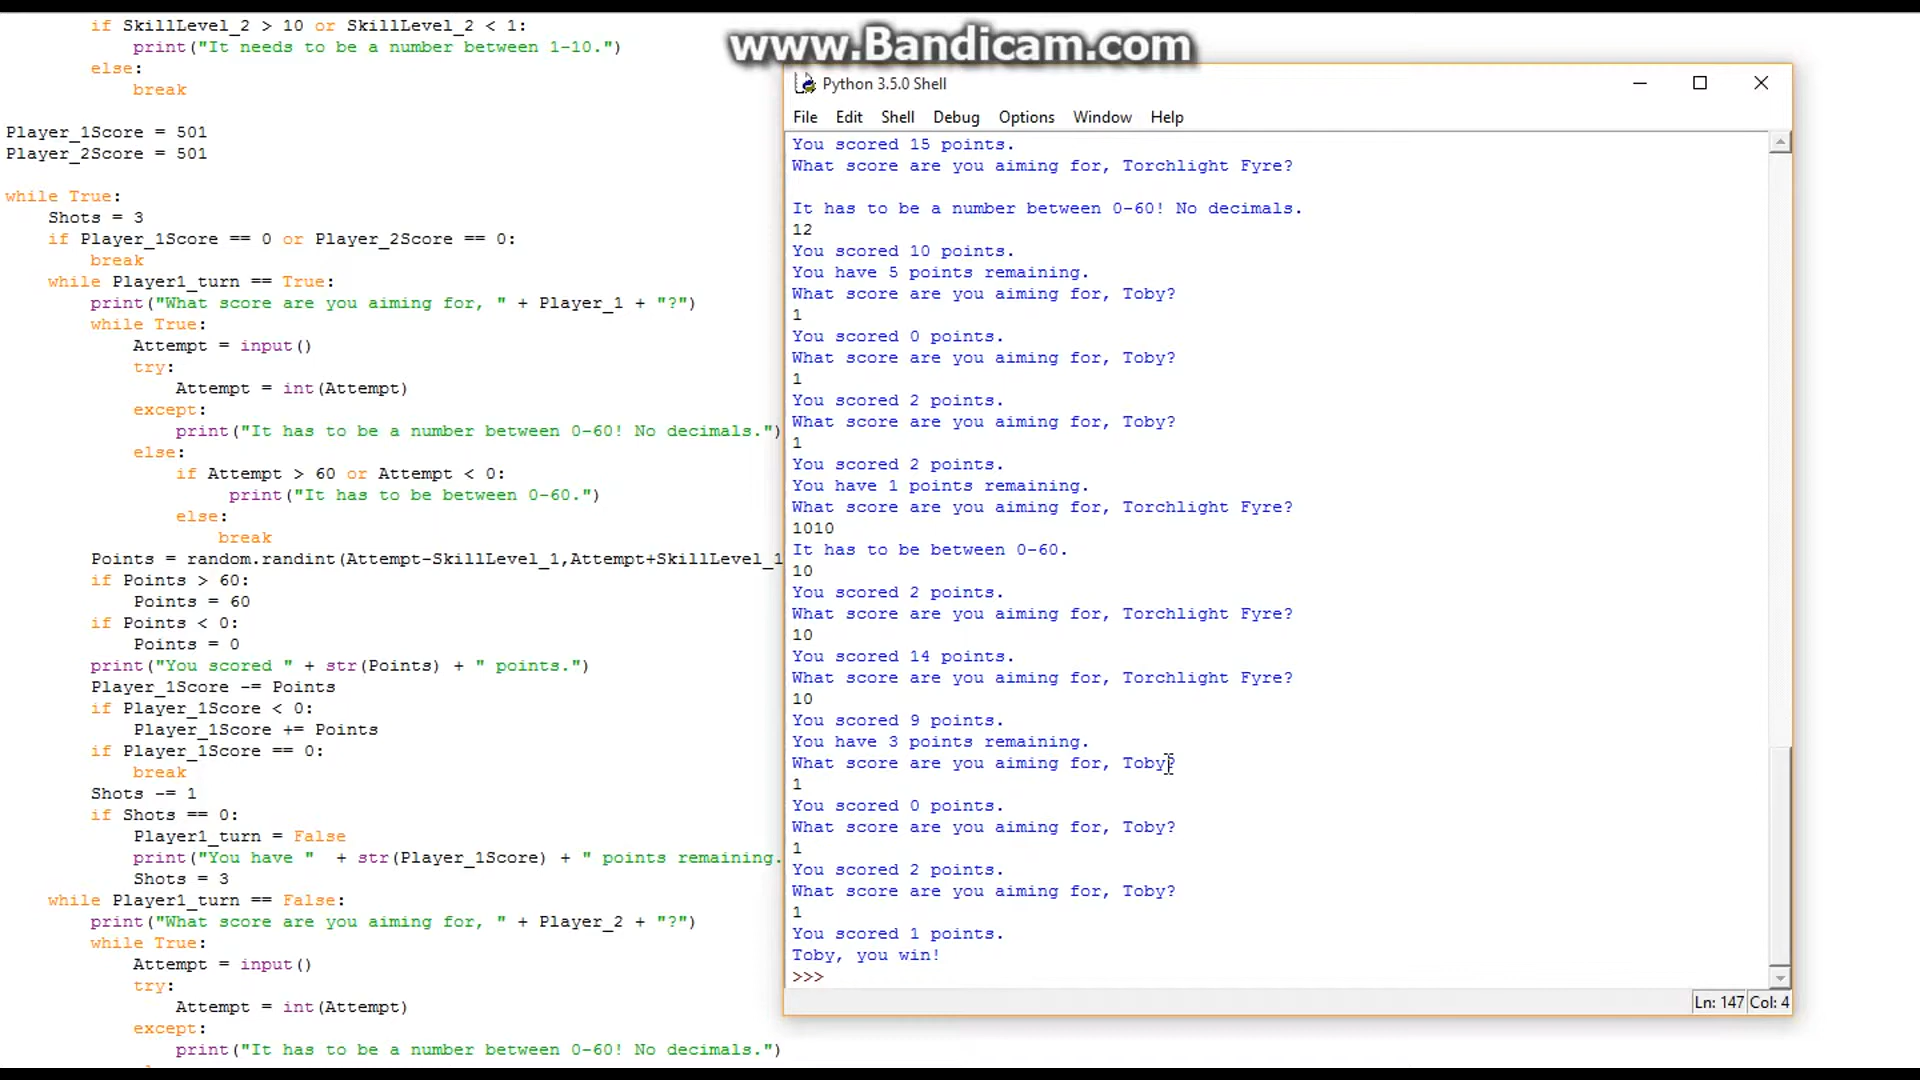 www.Bandicam.com
if SkillLevel_2 > 10 or SkillLevel_2 < 1:
print("It needs to be a number between 1-10.")
else:
break
Player_1Score = 501
Player_2Score = 501
while True:
Shots = 3
if Player_1Score == 0 or Player_2Score == 0:
break
while Player1_turn == True:
print("What score are you aiming for, " + Player_1 + "?")
while True:
Attempt = input()
try:
Attempt = int(Attempt)
except:
print("It has to be a number between 0-60! No decimals.")
else:
if Attempt > 60 or Attempt < 0:
print("It has to be between 0-60.")
else:
break
Points = random.randint(Attempt-SkillLevel_1,Attempt+SkillLevel_1
if Points > 60:
Points = 60
if Points < 0:
Points = 0
print("You scored " + str(Points) + " points.")
Player_1Score -= Points
if Player_1Score < 0:
Player_1Score += Points
if Player_1Score == 0:
break
Shots -= 1
if Shots == 0:
Player1_turn = False
print("You have "  + str(Player_1Score) + " points remaining.
Shots = 3
while Player1_turn == False:
print("What score are you aiming for, " + Player_2 + "?")
while True:
Attempt = input()
try:
Attempt = int(Attempt)
except:
print("It has to be a number between 0-60! No decimals.")
Python 3.5.0 Shell
File Edit Shell Debug Options Window Help
You scored 15 points.
What score are you aiming for, Torchlight Fyre?
It has to be a number between 0-60! No decimals.
12
You scored 10 points.
You have 5 points remaining.
What score are you aiming for, Toby?
1
You scored 0 points.
What score are you aiming for, Toby?
1
You scored 2 points.
What score are you aiming for, Toby?
1
You scored 2 points.
You have 1 points remaining.
What score are you aiming for, Torchlight Fyre?
1010
It has to be between 0-60.
10
You scored 2 points.
What score are you aiming for, Torchlight Fyre?
10
You scored 14 points.
What score are you aiming for, Torchlight Fyre?
10
You scored 9 points.
You have 3 points remaining.
What score are you aiming for, Toby?
1
You scored 0 points.
What score are you aiming for, Toby?
1
You scored 2 points.
What score are you aiming for, Toby?
1
You scored 1 points.
Toby, you win!
>>>
Ln: 147 Col: 4